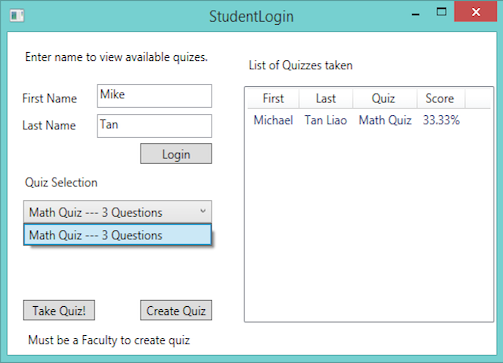 StudentLogin
Enter name to view available quizes.
First Name
Mike
Last Name
Tan
Login
Quiz Selection
Math Quiz --- 3 Questions
Math Quiz --- 3 Questions
Take Quiz!
Create Quiz
Must be a Faculty to create quiz
List of Quizzes taken
First Last Quiz Score
Michael Tan Liao Math Quiz 33.33%